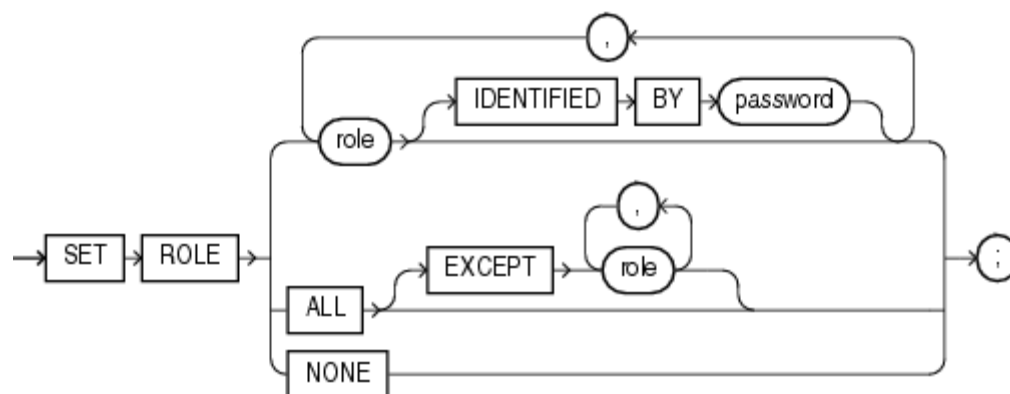 ,
IDENTIFIED BY password
role
,
SET ROLE EXCEPT role ;
ALL
NONE